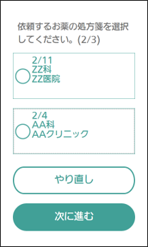 依頼するお薬の処方箋を選択
してください。(2/3)
2/11
ZZ科
ZZ医院
2/4
AA科
AAクリニック
やり直し
次に進む